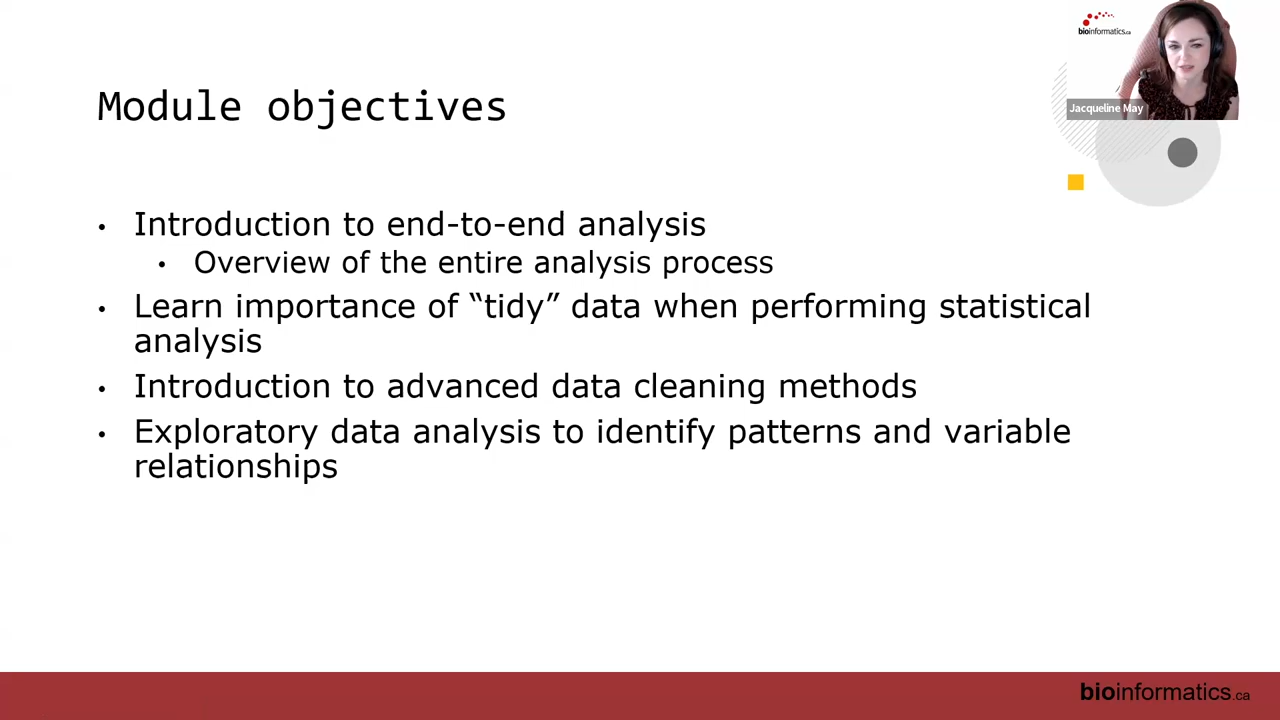 bioinformatics.ca
Jacqueline May
Module objectives
• Introduction to end-to-end analysis
• Overview of the entire analysis process
• Learn importance of “tidy” data when performing statistical
analysis
• Introduction to advanced data cleaning methods
• Exploratory data analysis to identify patterns and variable
relationships
bioinformatics.ca